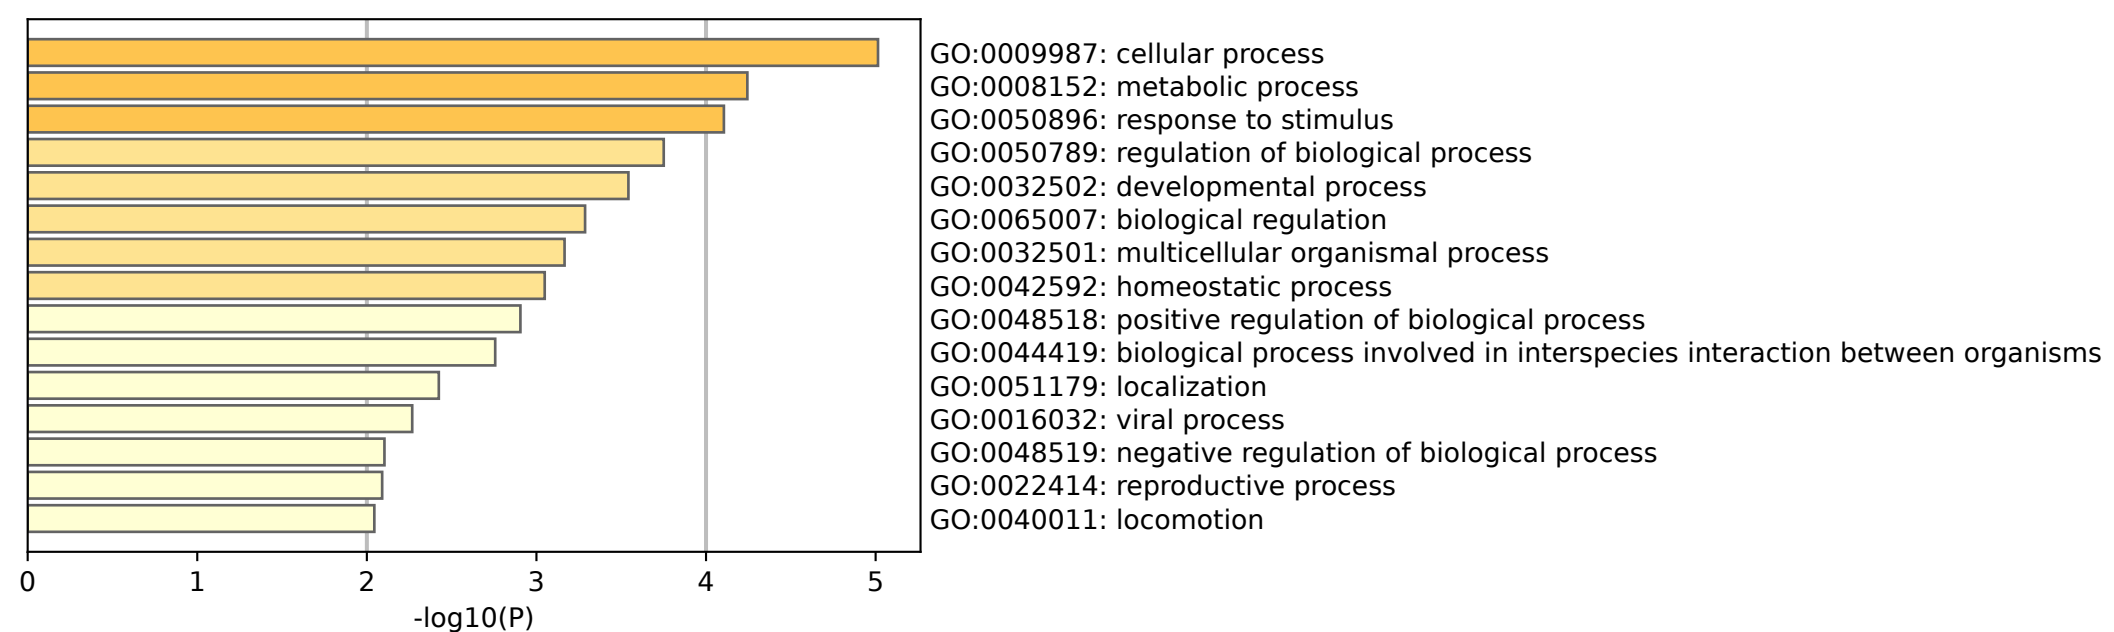 GO:0009987: cellular process
GO:0008152: metabolic process
GO:0050896: response to stimulus
GO:0050789: regulation of biological process
GO:0032502: developmental process
GO:0065007: biological regulation
GO:0032501: multicellular organismal process
GO:0042592: homeostatic process
GO:0048518: positive regulation of biological process
GO:0044419: biological process involved in interspecies interaction between organisms
GO:0051179: localization
GO:0016032: viral process
GO:0048519: negative regulation of biological process
GO:0022414: reproductive process
GO:0040011: locomotion
0 1 2 3 4 5
-log10(P)